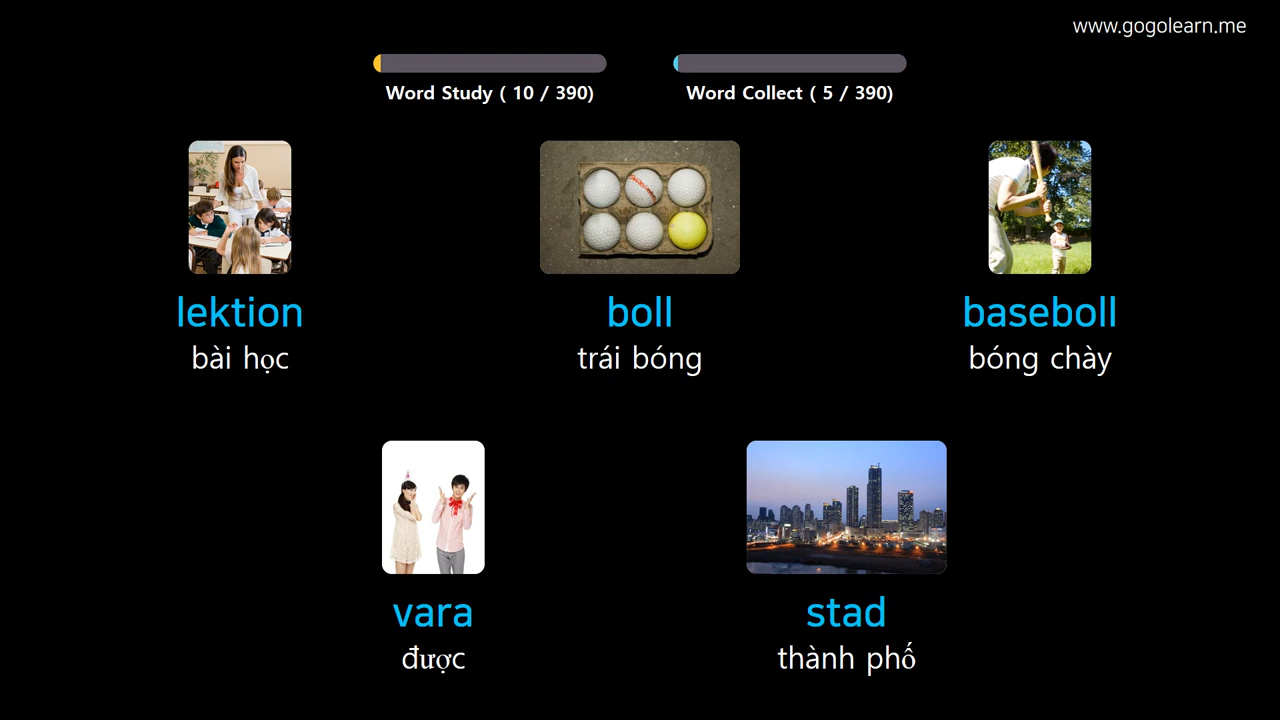 www.gogolearn.me
Word Study ( 10 / 390)
Word Collect ( 5 / 390)
lektion
bài học
boll
trái bóng
baseboll
bóng chày
vara
được
stad
thành phố